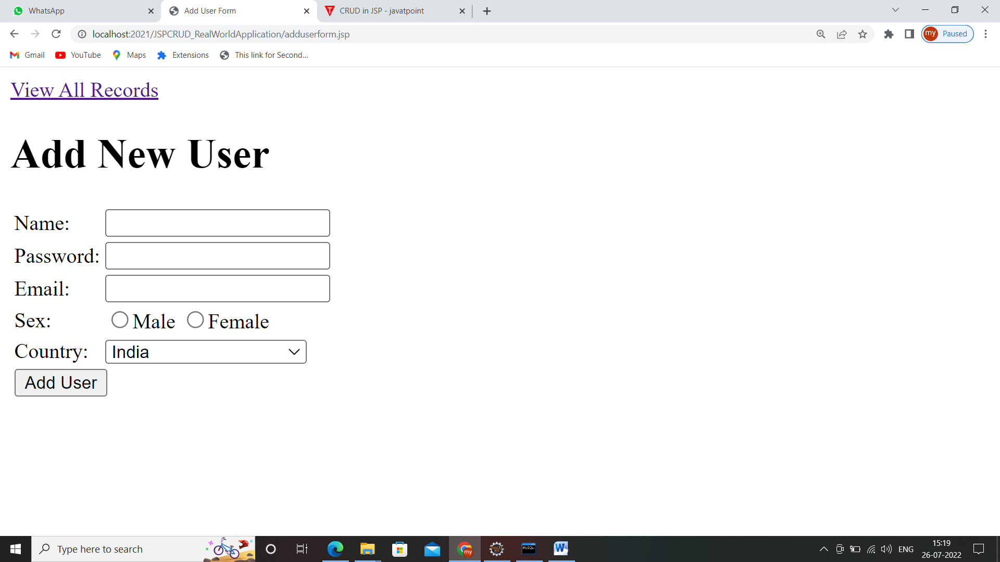 WhatsApp
Add User Form
CRUD in JSP - javatpoint
localhost:2021/JSPCRUD_RealWorldApplication/adduserform.jsp
my Paused
Gmail YouTube Maps Extensions This link for Second...
View All Records
Add New User
Name:
Password:
Email:
Sex: Male Female
Country: India
Add User
Type here to search
my
MySQL
W
ENG
15:19
26-07-2022